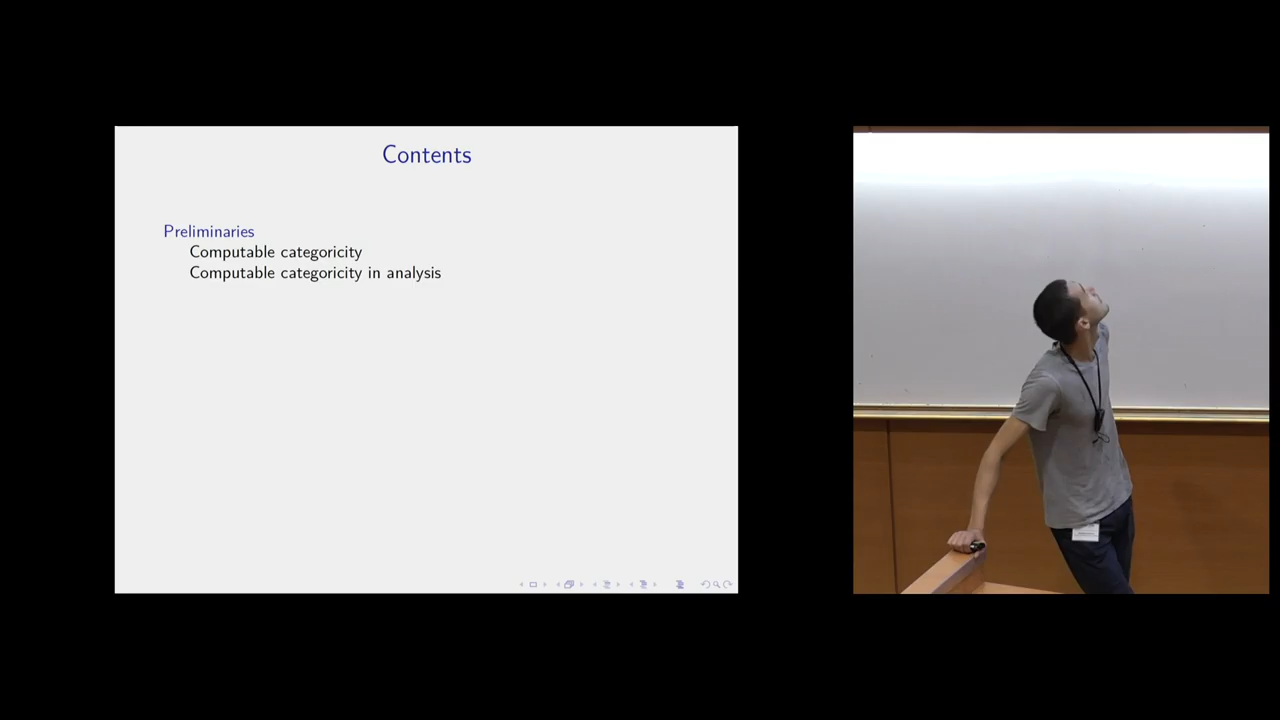 Contents
Preliminaries
Computable categoricity
Computable categoricity in analysis